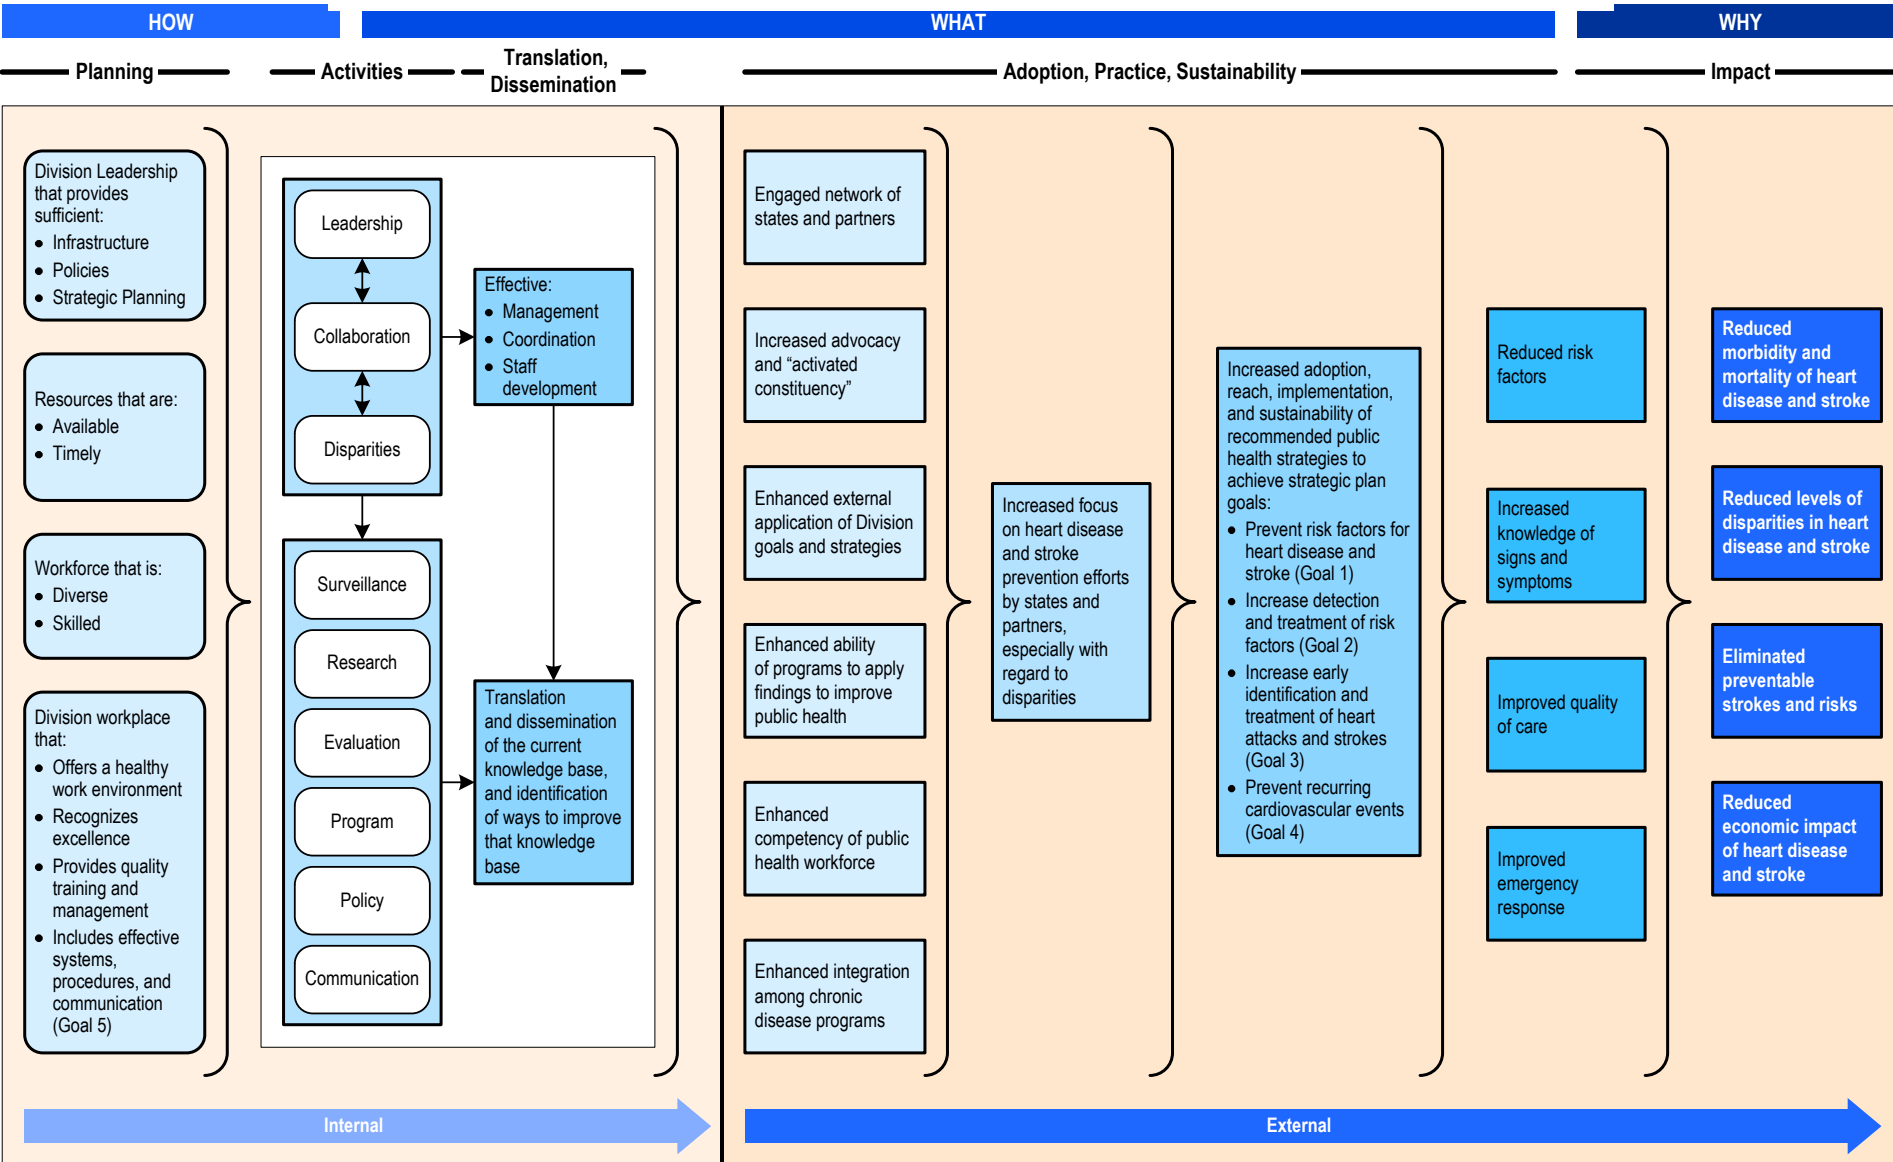 HOW
WHAT
WHY
Planning
Activities
Translation,
Dissemination
Adoption, Practice, Sustainability
Impact
Division Leadership
that provides
sufficient:
• Infrastructure
• Policies
• Strategic Planning
Resources that are:
• Available
• Timely
Workforce that is:
• Diverse
• Skilled
Division workplace
that:
• Offers a healthy
work environment
• Recognizes
excellence
• Provides quality
training and
management
• Includes effective
systems,
procedures, and
communication
(Goal 5)
Leadership
Collaboration
Disparities
Surveillance
Research
Evaluation
Program
Policy
Communication
Effective:
• Management
• Coordination
• Staff
development
Translation
and dissemination
of the current
knowledge base,
and identification
of ways to improve
that knowledge
base
Engaged network of
states and partners
Increased advocacy
and “activated
constituency”
Enhanced external
application of Division
goals and strategies
Enhanced ability
of programs to apply
findings to improve
public health
Enhanced
competency of public
health workforce
Enhanced integration
among chronic
disease programs
Increased focus
on heart disease
and stroke
prevention efforts
by states and
partners,
especially with
regard to
disparities
Increased adoption,
reach, implementation,
and sustainability of
recommended public
health strategies to
achieve strategic plan
goals:
• Prevent risk factors for
heart disease and
stroke (Goal 1)
• Increase detection
and treatment of risk
factors (Goal 2)
• Increase early
identification and
treatment of heart
attacks and strokes
(Goal 3)
• Prevent recurring
cardiovascular events
(Goal 4)
Reduced risk
factors
Increased
knowledge of
signs and
symptoms
Improved quality
of care
Improved
emergency
response
Reduced
morbidity and
mortality of heart
disease and stroke
Reduced levels of
disparities in heart
disease and stroke
Eliminated
preventable
strokes and risks
Reduced
economic impact
of heart disease
and stroke
Internal
External